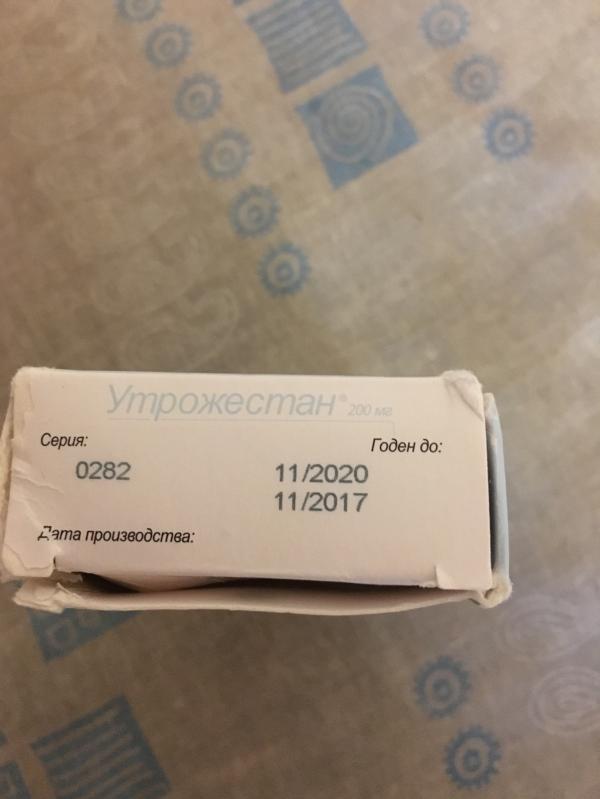 Утрожестан® 200 мг
Серия: Годен до:
0282 11/2020
11/2017
Дата производства: